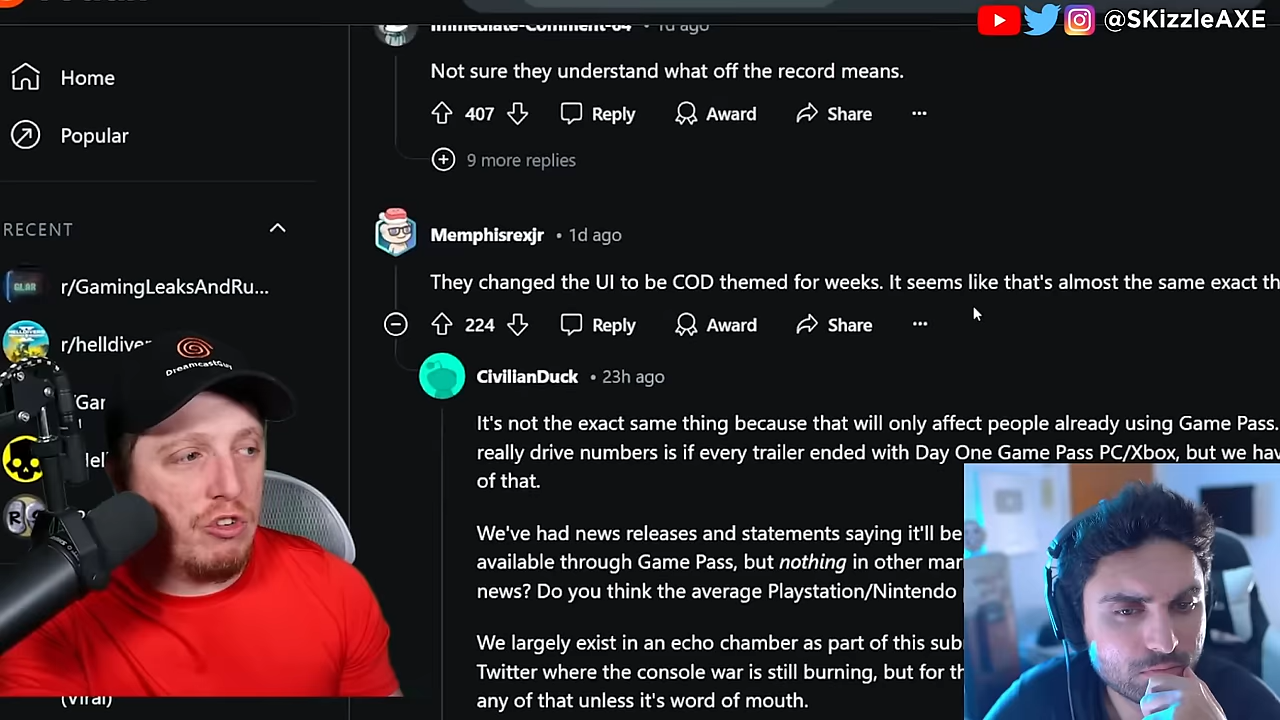 @SKizzleAXE
Immediate-Comment-64 • 1d ago
Home
Not sure they understand what off the record means.
407 Reply Award Share ...
Popular
9 more replies
RECENT
Memphisrexjr • 1d ago
r/GamingLeaksAndRu...
They changed the UI to be COD themed for weeks. It seems like that's almost the same exact th
224 Reply Award Share ...
r/helldiver
CivilianDuck • 23h ago
DreamcastGuy
It's not the exact same thing because that will only affect people already using Game Pass.
really drive numbers is if every trailer ended with Day One Game Pass PC/Xbox, but we hav
of that.
We've had news releases and statements saying it'll be
available through Game Pass, but nothing in other mar
news? Do you think the average Playstation/Nintendo
We largely exist in an echo chamber as part of this sub
Twitter where the console war is still burning, but for th
any of that unless it's word of mouth.
(Viral)